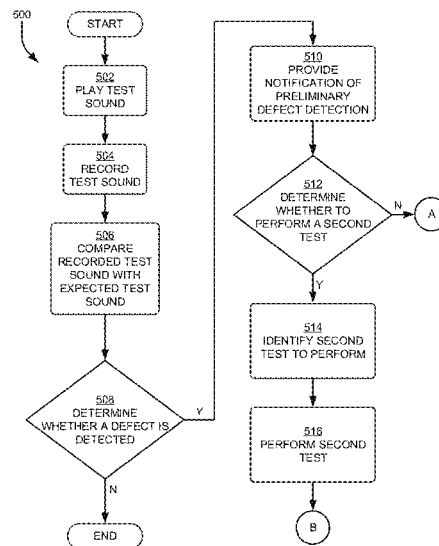 500
START
502
PLAY TEST
SOUND
504
RECORD
TEST SOUND
506
COMPARE
RECORDED TEST
SOUND WITH
EXPECTED TEST
SOUND
508
DETERMINE
WHETHER A DEFECT IS
DETECTED
Y
N
END
510
PROVIDE
NOTIFICATION OF
PRELIMINARY
DEFECT DETECTION
512
DETERMINE
WHETHER TO
PERFORM A SECOND
TEST
N
A
Y
514
IDENTIFY SECOND
TEST TO PERFORM
516
PERFORM SECOND
TEST
B